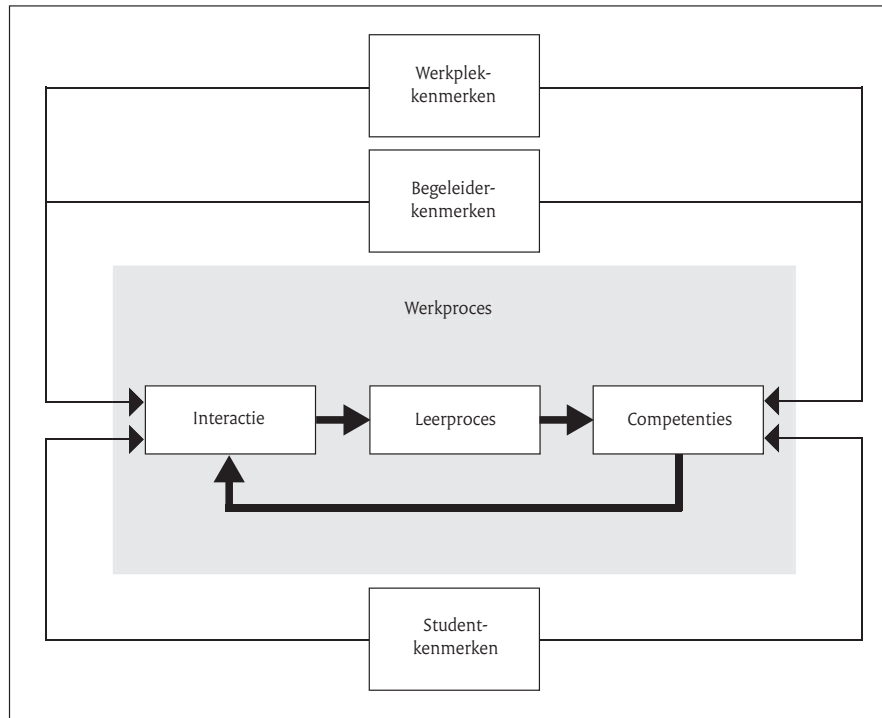 Werkplek-
kenmerken
Begeleider-
kenmerken
Werkproces
Interactie
Leerproces
Competenties
Student-
kenmerken